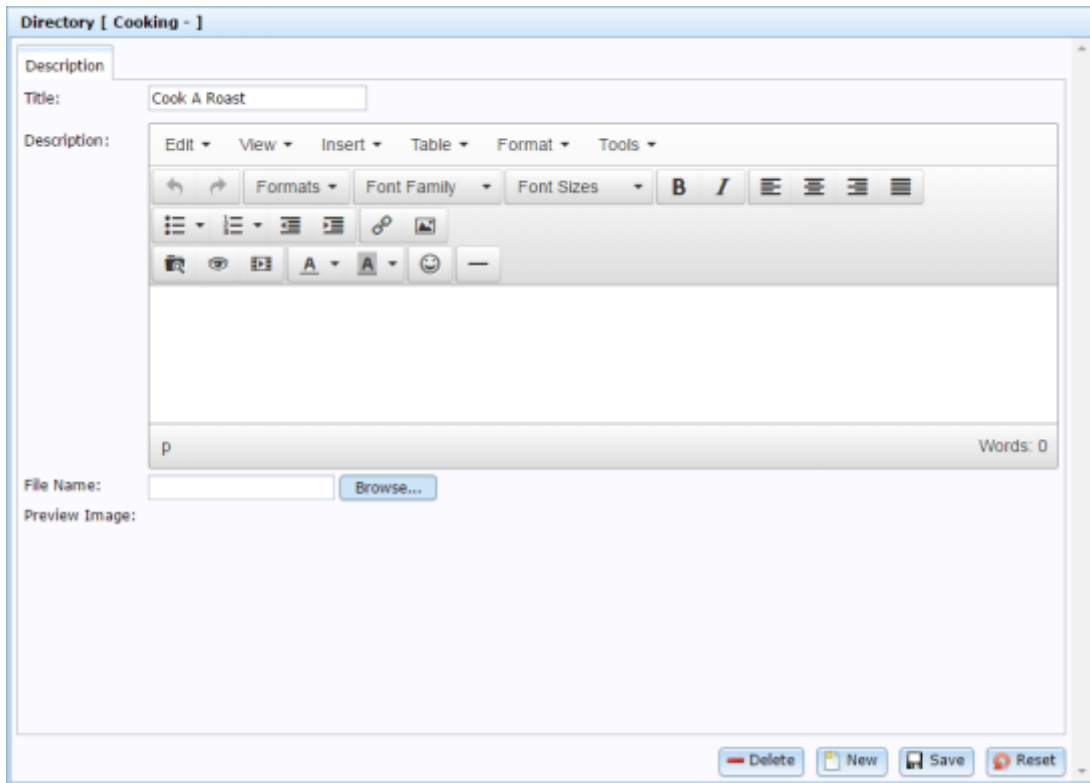 Directory [ Cooking - ]
Description
Title: Cook A Roast
Description:
Edit View Insert Table Format Tools
Formats Font Family Font Sizes B I
A A
p Words: 0
File Name: Browse...
Preview Image:
Delete New Save Reset